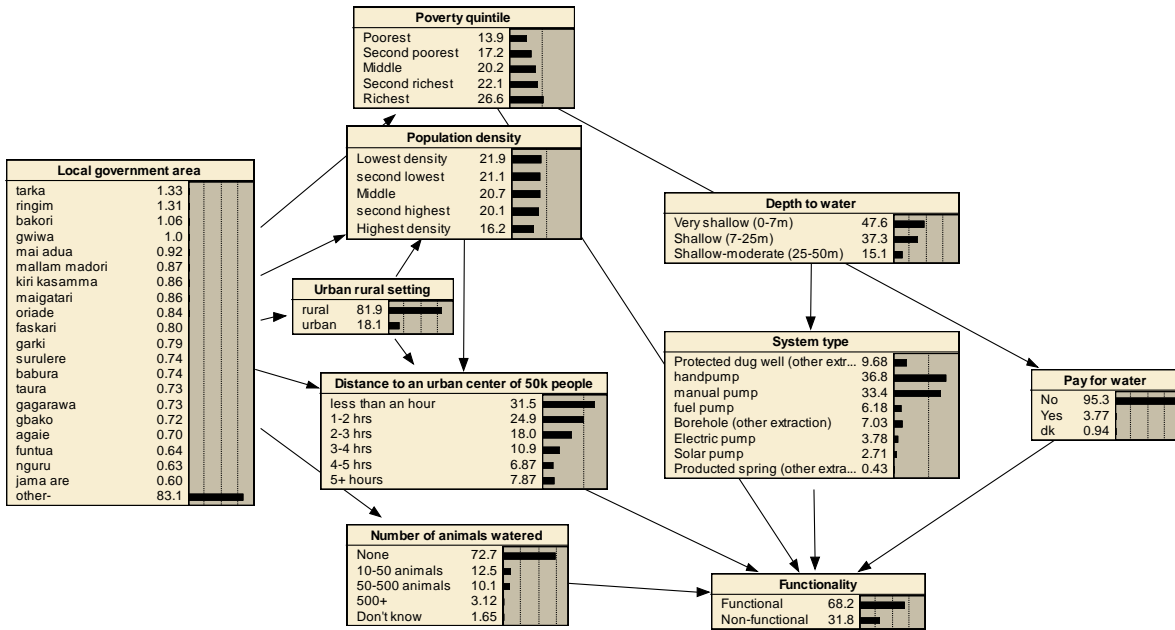 Poverty quintile
Poorest 13.9
Second poorest 17.2
Middle 20.2
Second richest 22.1
Richest 26.6
Population density
Lowest density 21.9
second lowest 21.1
Middle 20.7
second highest 20.1
Highest density 16.2
Local government area
tarka 1.33
ringim 1.31
bakori 1.06
gwiwa 1.0
mai adua 0.92
mallam madori 0.87
kiri kasamma 0.86
maigatari 0.86
oriade 0.84
faskari 0.80
garki 0.79
surulere 0.74
babura 0.74
taura 0.73
gagarawa 0.73
gbako 0.72
agaie 0.70
funtua 0.64
nguru 0.63
jama are 0.60
other- 83.1
Depth to water
Very shallow (0-7m) 47.6
Shallow (7-25m) 37.3
Shallow-moderate (25-50m) 15.1
Urban rural setting
rural 81.9
urban 18.1
System type
Protected dug well (other extr... 9.68
handpump 36.8
manual pump 33.4
fuel pump 6.18
Borehole (other extraction) 7.03
Electric pump 3.78
Solar pump 2.71
Producted spring (other extra... 0.43
Pay for water
No 95.3
Yes 3.77
dk 0.94
Distance to an urban center of 50k people
less than an hour 31.5
1-2 hrs 24.9
2-3 hrs 18.0
3-4 hrs 10.9
4-5 hrs 6.87
5+ hours 7.87
Number of animals watered
None 72.7
10-50 animals 12.5
50-500 animals 10.1
500+ 3.12
Don't know 1.65
Functionality
Functional 68.2
Non-functional 31.8